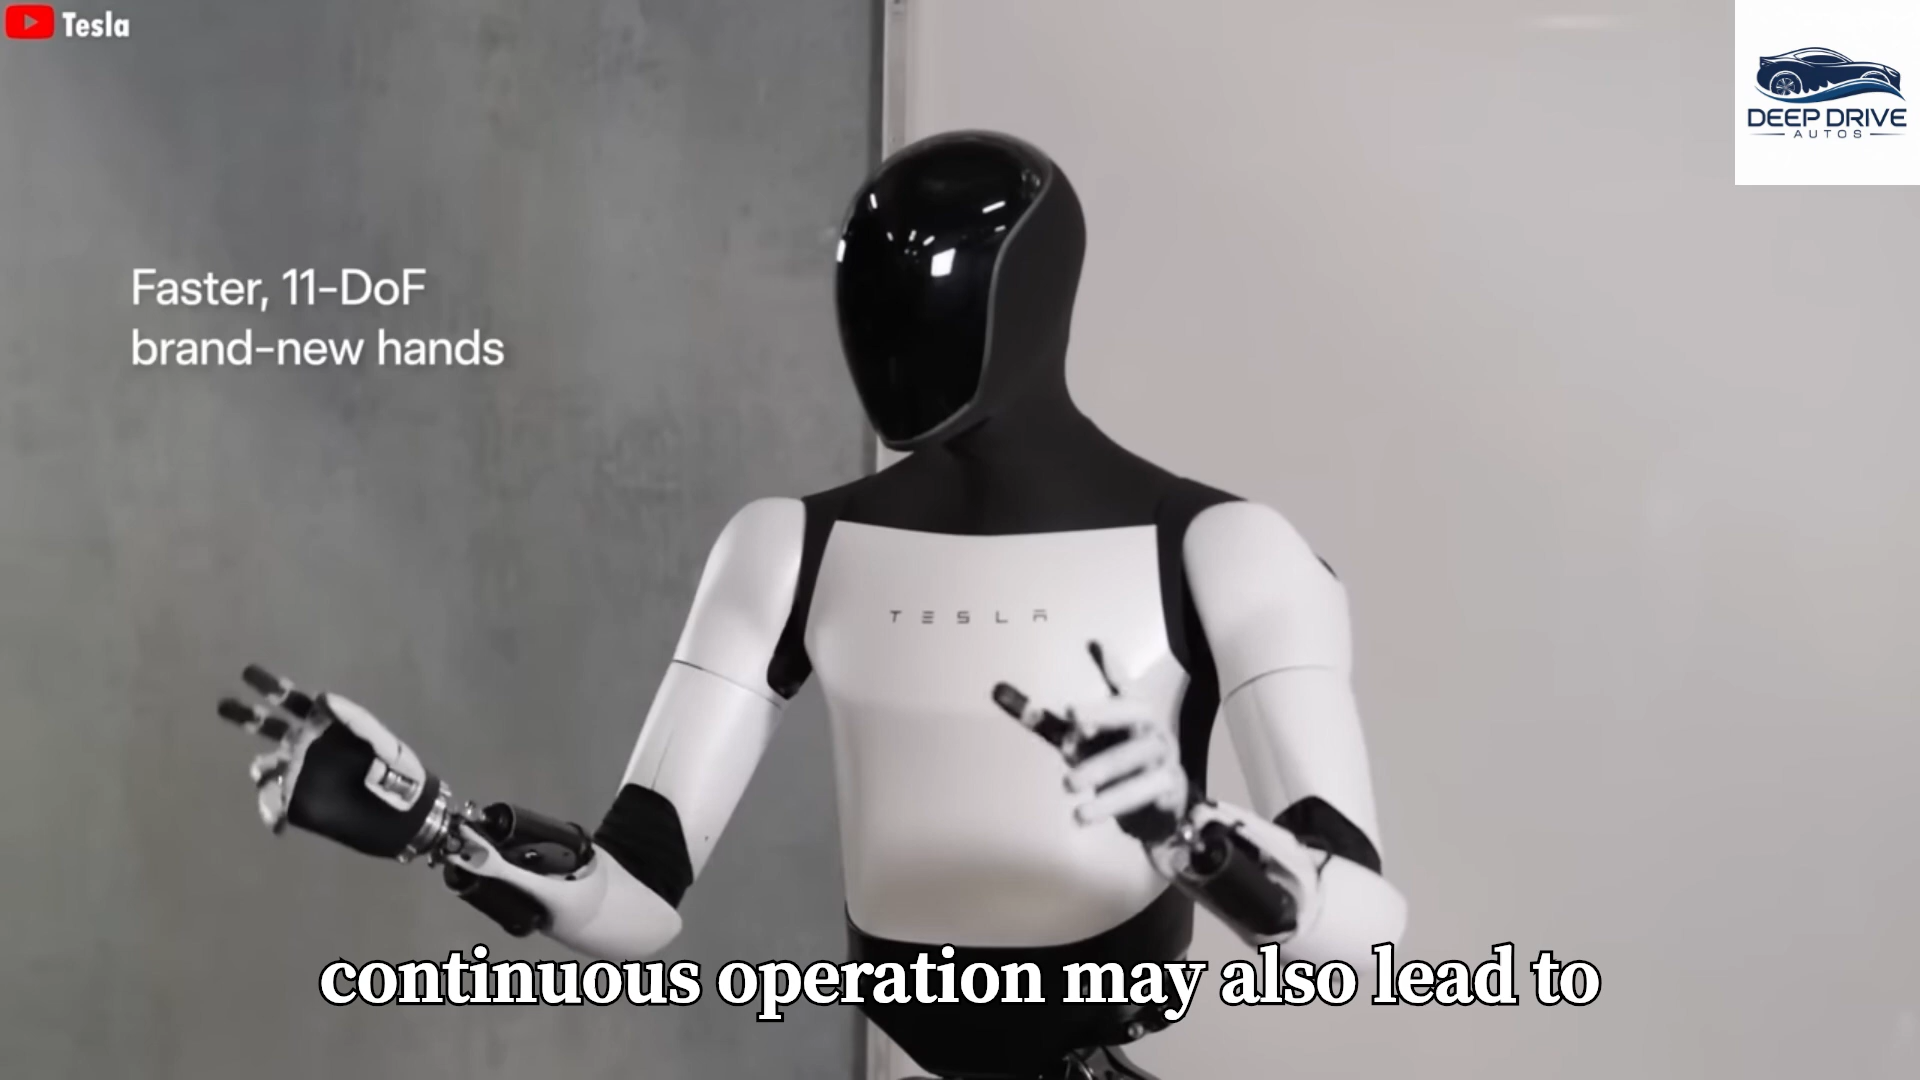 Tesla
DEEP DRIVE
AUTOS
Faster, 11-DoF
brand-new hands
TESLA
continuous operation may also lead to